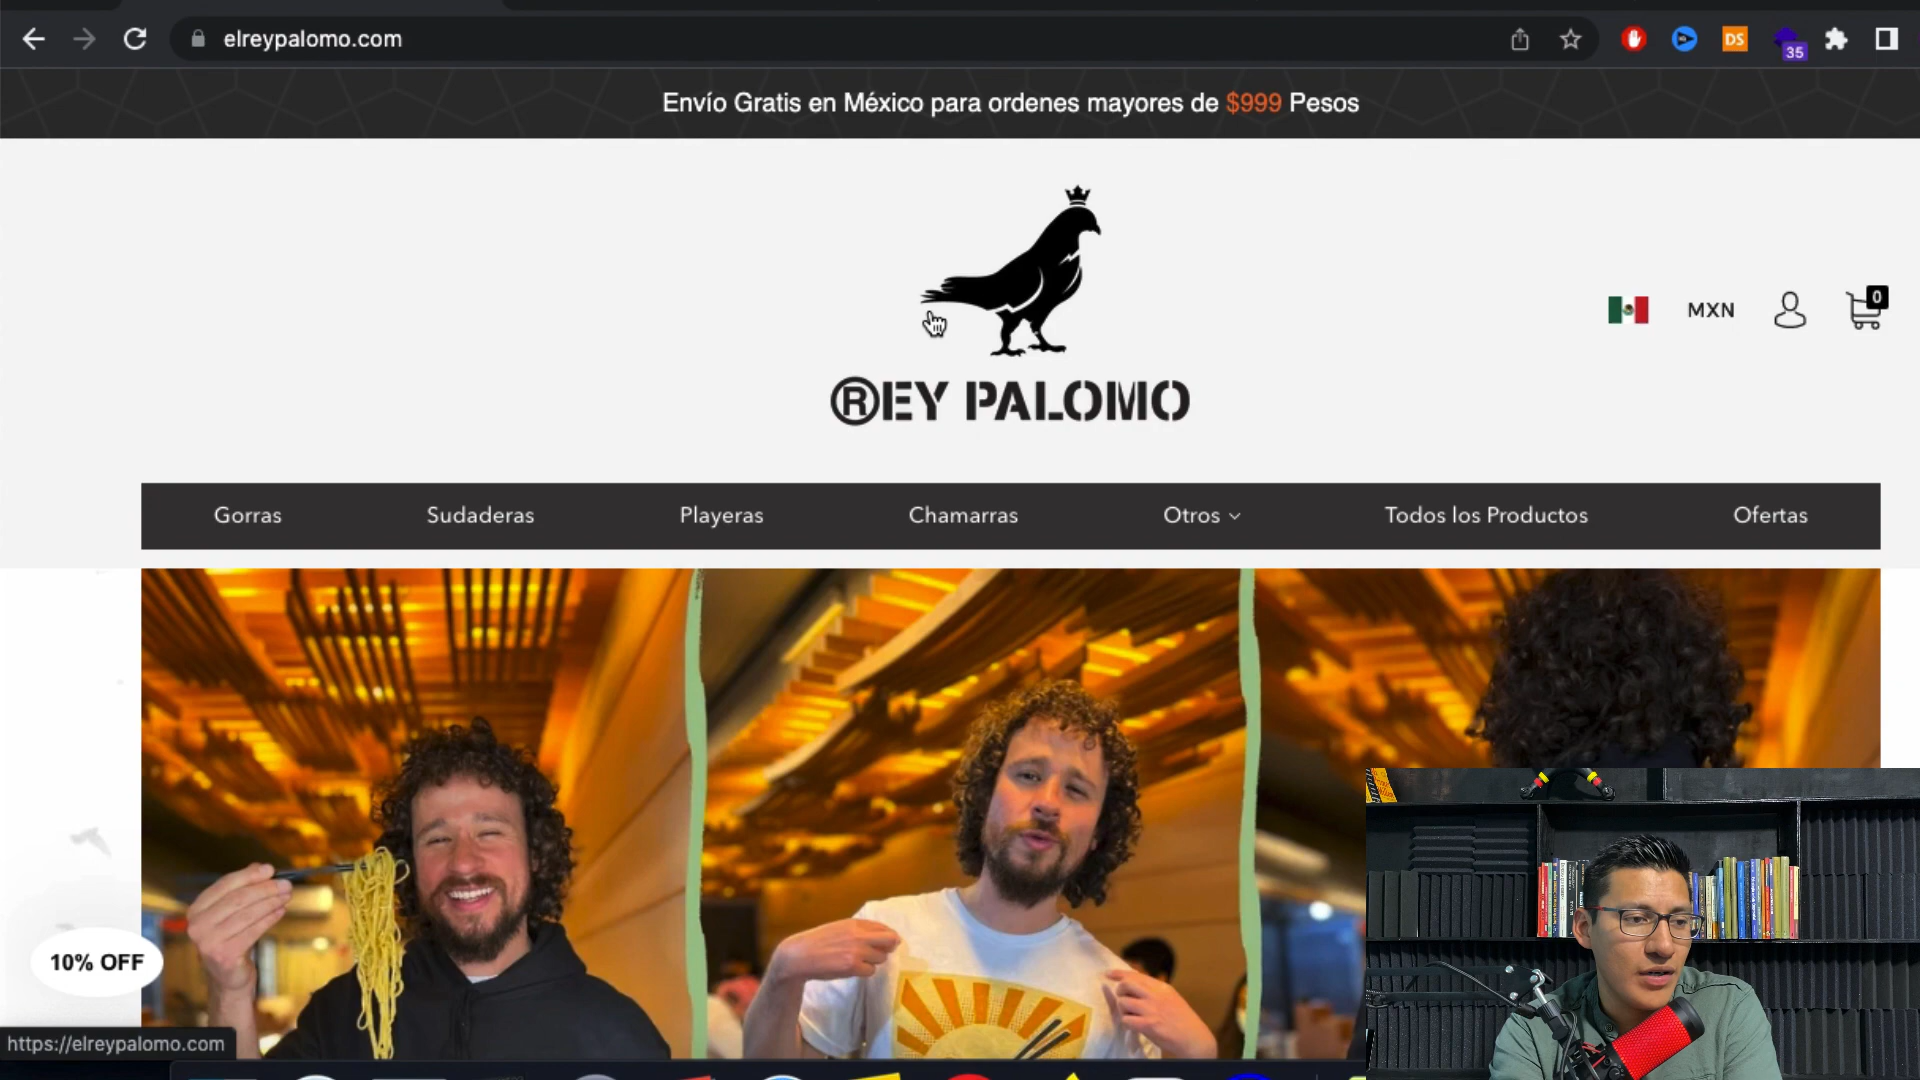 elreypalomo.com
DS
35
Envío Gratis en México para ordenes mayores de $999 Pesos
®EY PALOMO
MXN
0
Gorras
Sudaderas
Playeras
Chamarras
Otros
Todos los Productos
Ofertas
10% OFF
https://elreypalomo.com